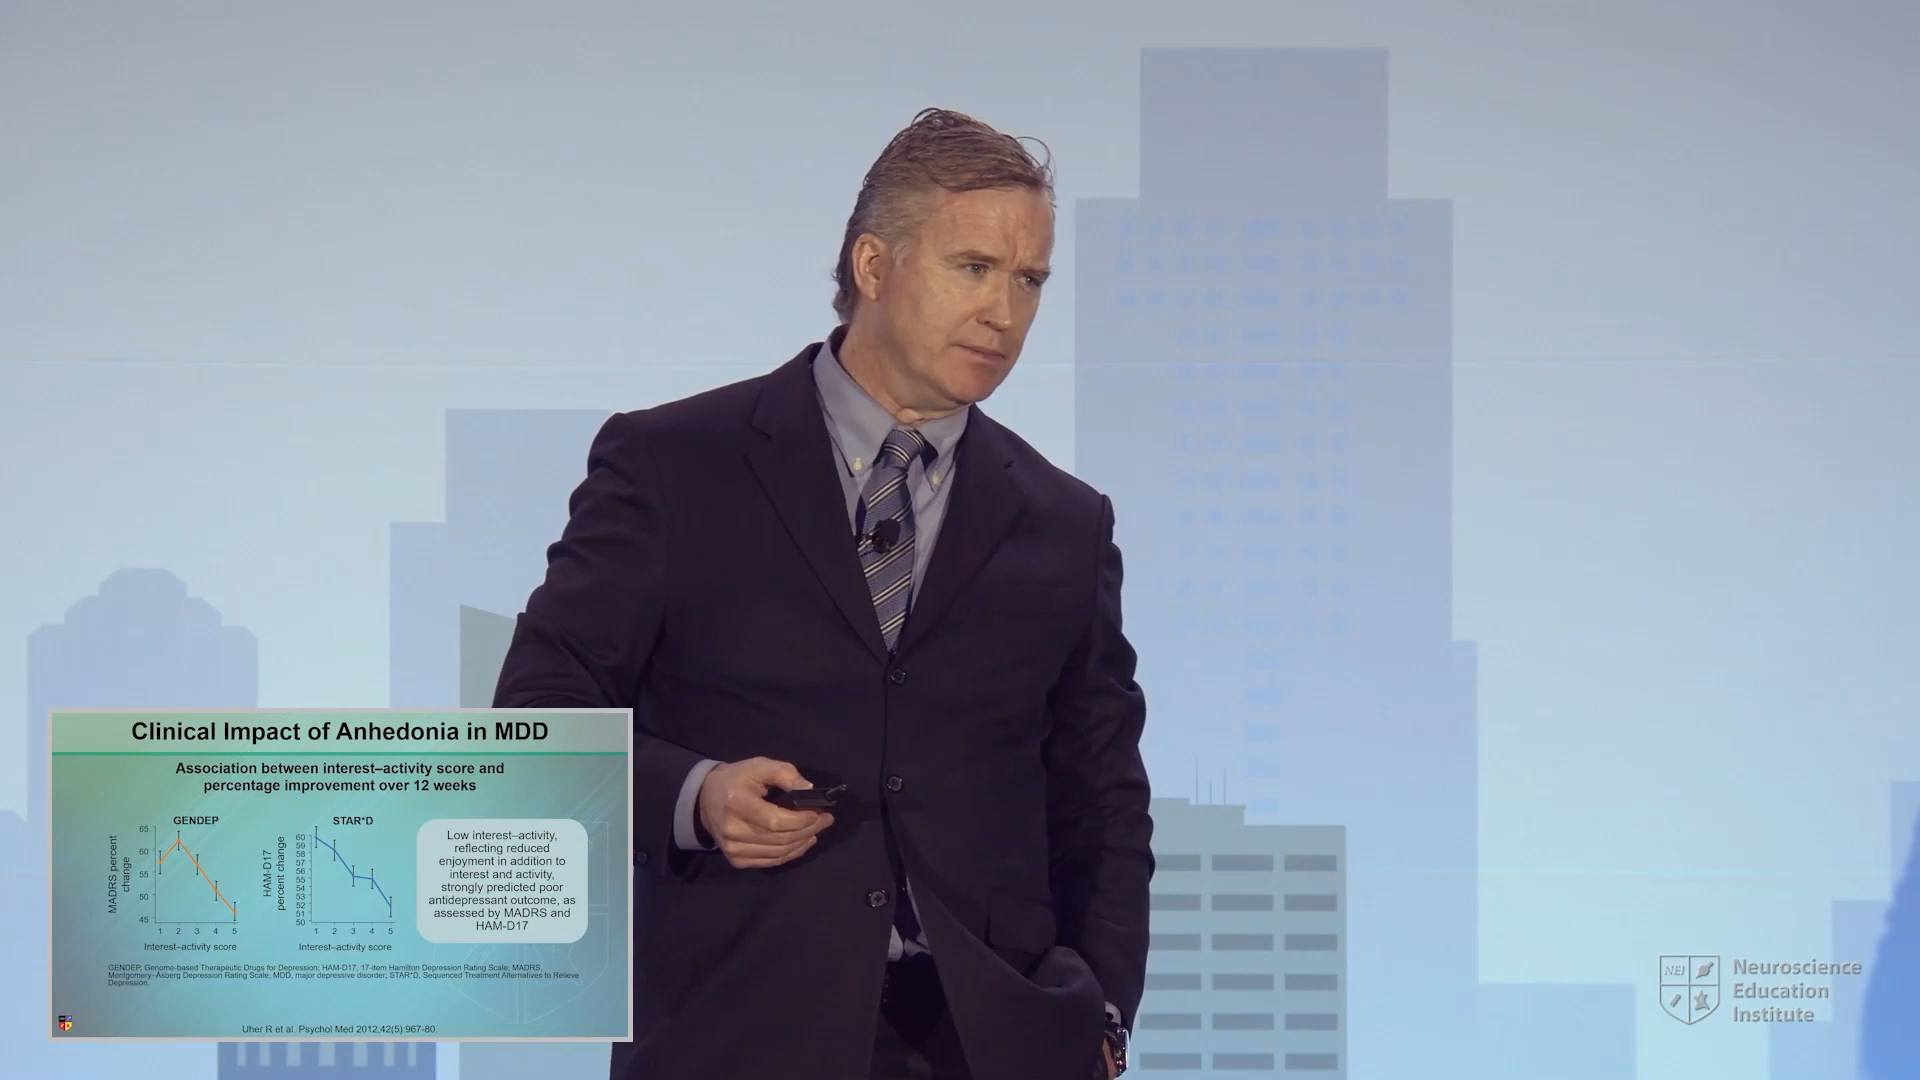 Clinical Impact of Anhedonia in MDD
Association between interest–activity score and
percentage improvement over 12 weeks
GENDEP
MADRS percent
change
65
60
55
50
45
1 2 3 4 5
Interest–activity score
STAR*D
HAM-D17
percent change
60
59
58
57
56
55
54
53
52
51
50
1 2 3 4 5
Interest–activity score
Low interest–activity,
reflecting reduced
enjoyment in addition to
interest and activity,
strongly predicted poor
antidepressant outcome, as
assessed by MADRS and
HAM-D17
GENDEP, Genome-based Therapeutic Drugs for Depression; HAM-D17, 17-item Hamilton Depression Rating Scale; MADRS,
Montgomery–Asberg Depression Rating Scale; MDD, major depressive disorder; STAR*D, Sequenced Treatment Alternatives to Relieve
Depression.
Uher R et al. Psychol Med 2012;42(5):967-80.
NEI
Neuroscience
Education
Institute